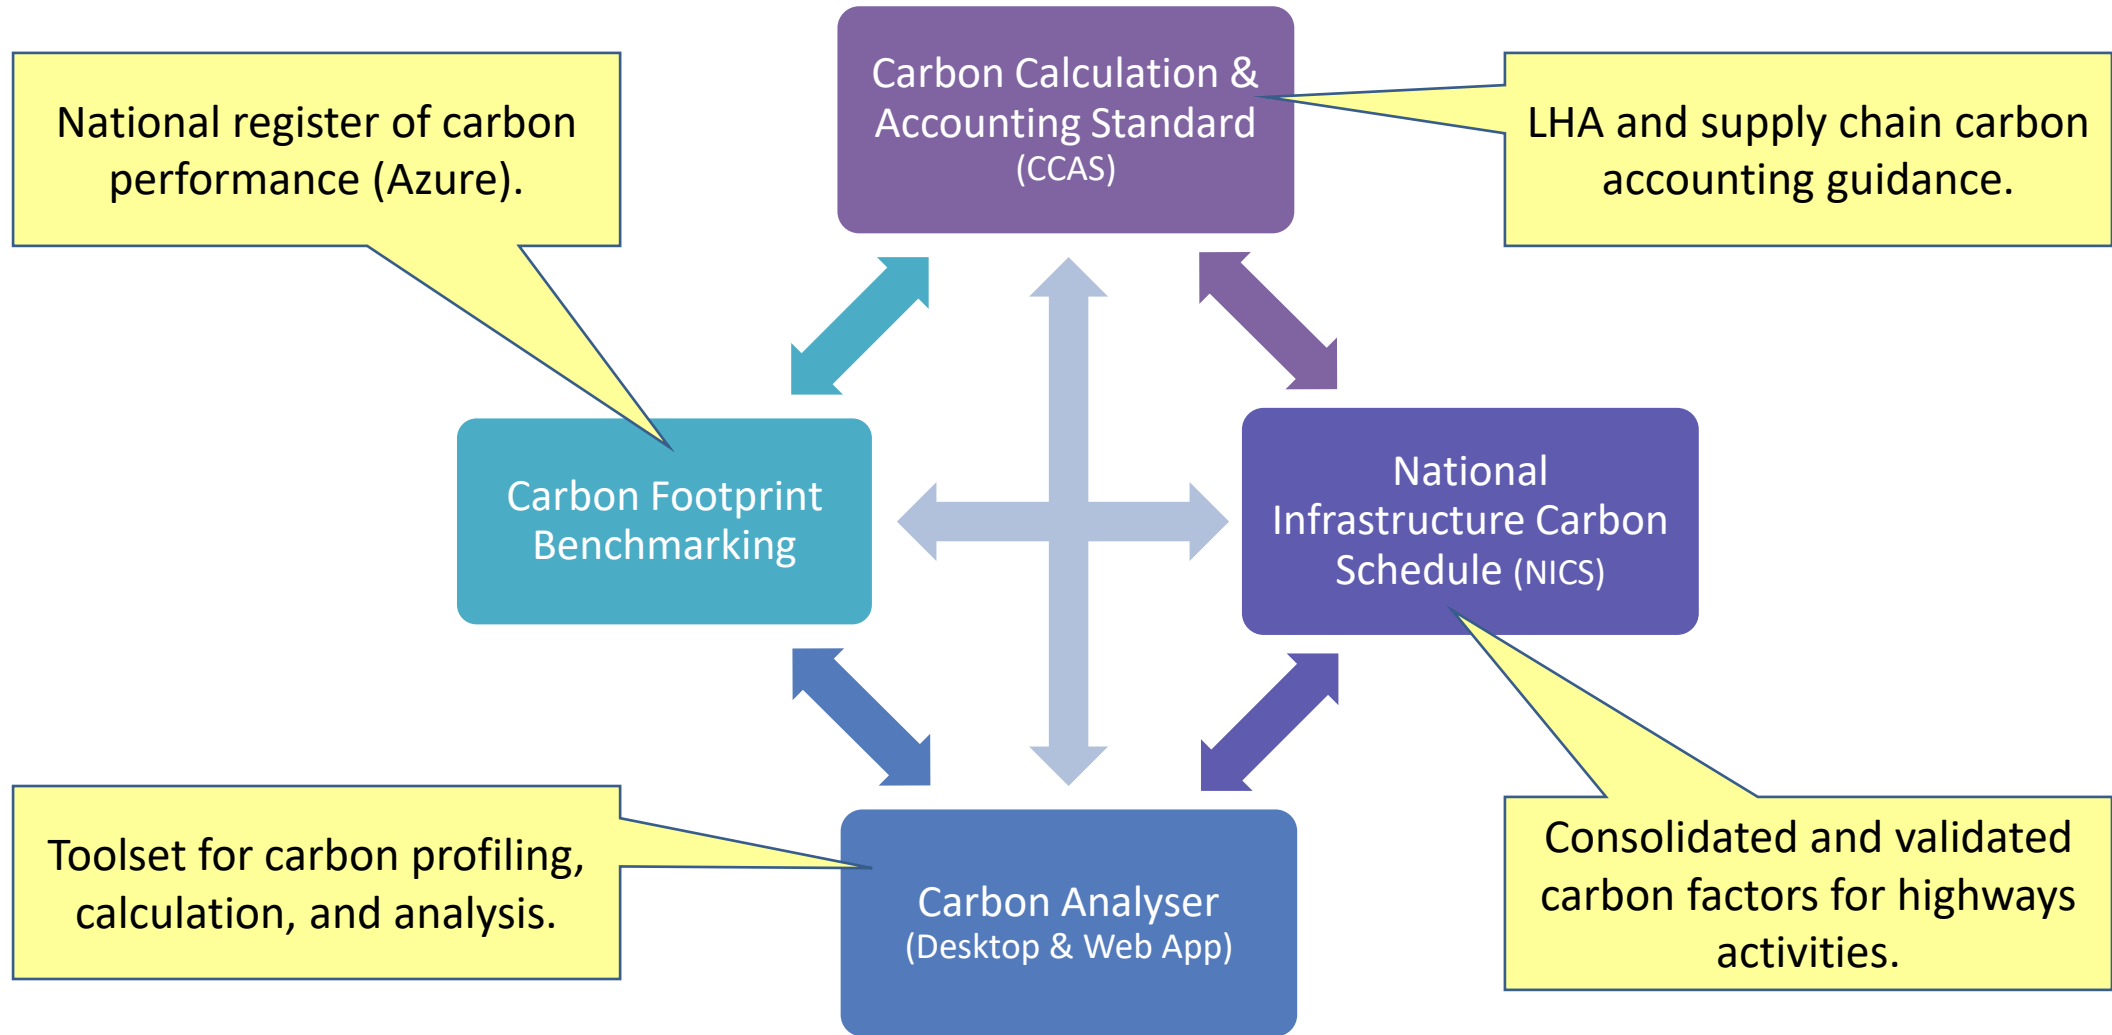 Carbon Calculation &
Accounting Standard
(CCAS)
National register of carbon
performance (Azure).
LHA and supply chain carbon
accounting guidance.
Carbon Footprint
Benchmarking
National
Infrastructure Carbon
Schedule (NICS)
Toolset for carbon profiling,
calculation, and analysis.
Carbon Analyser
(Desktop & Web App)
Consolidated and validated
carbon factors for highways
activities.